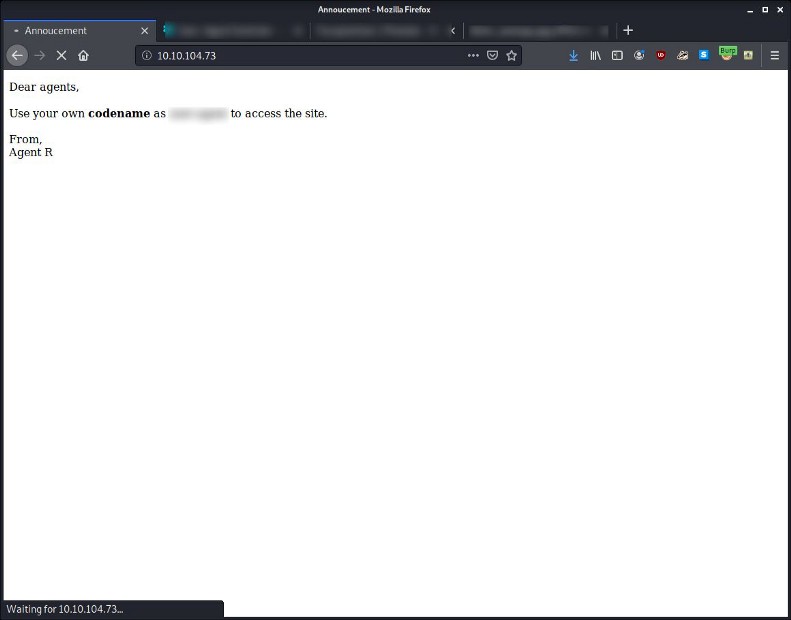 Annoucement - Mozilla Firefox
Annoucement
10.10.104.73
Burp
Dear agents,
Use your own codename as to access the site.
From,
Agent R
Waiting for 10.10.104.73...